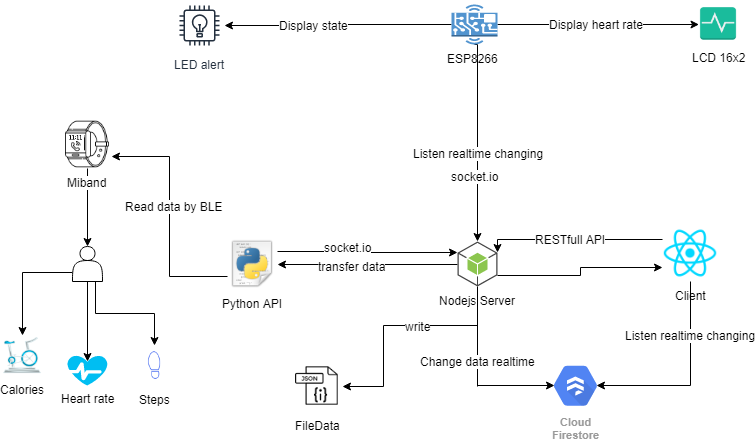 Display state
Display heart rate
LED alert
ESP8266
LCD 16x2
11:11
Listen realtime changing
socket.io
Miband
Read data by BLE
socket.io
RESTfull API
transfer data
Python API
Nodejs Server
Client
write
Listen realtime changing
Change data realtime
JSON
{i}
Calories
Heart rate
Steps
FileData
Cloud
Firestore